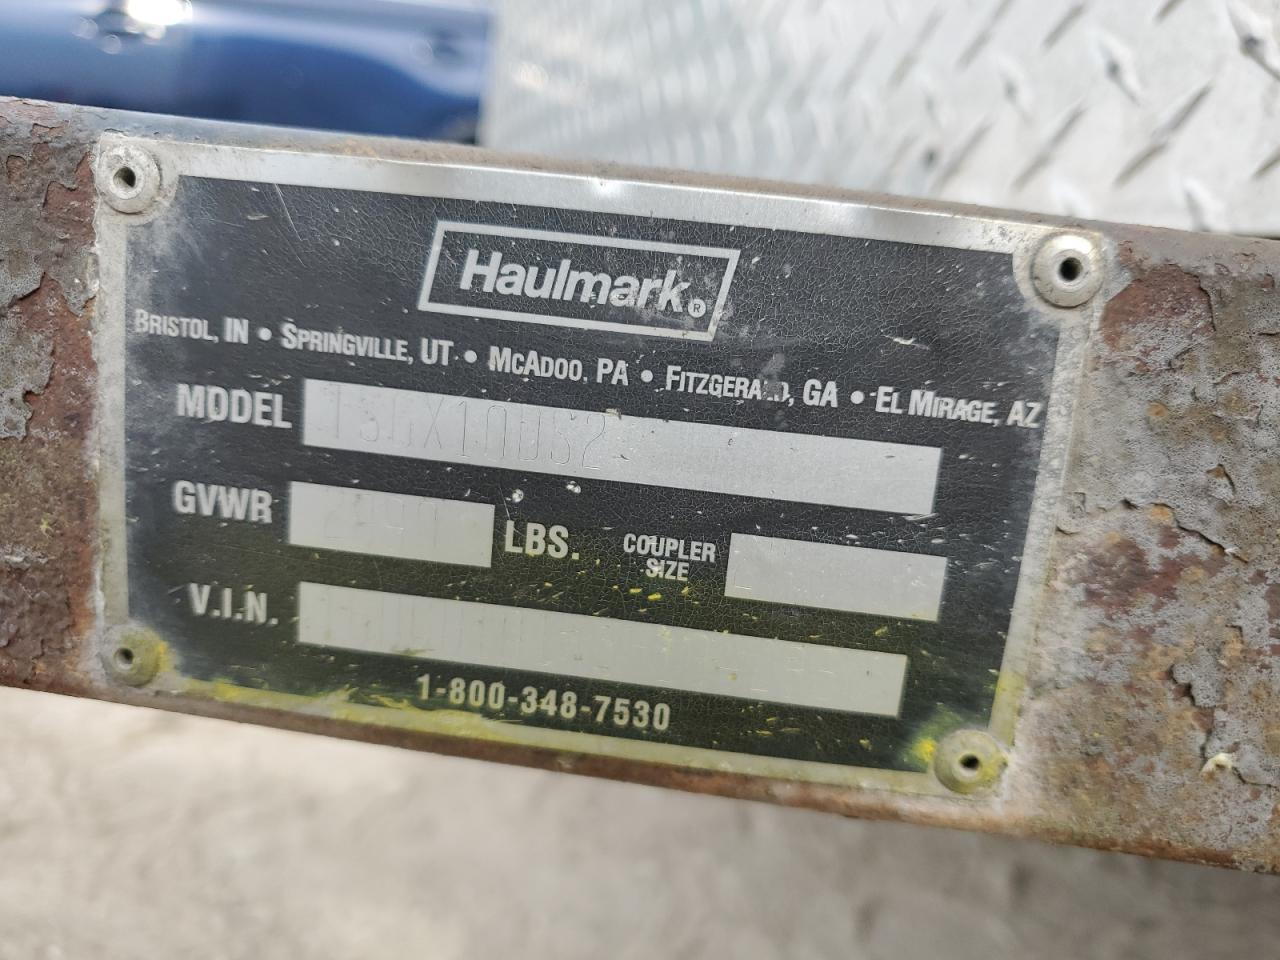 Haulmark®
BRISTOL, IN • SPRINGVILLE, UT • MCADOO, PA • FITZGERALD, GA • EL MIRAGE, AZ
MODEL
GVWR LBS. COUPLER SIZE
V.I.N.
1-800-348-7530